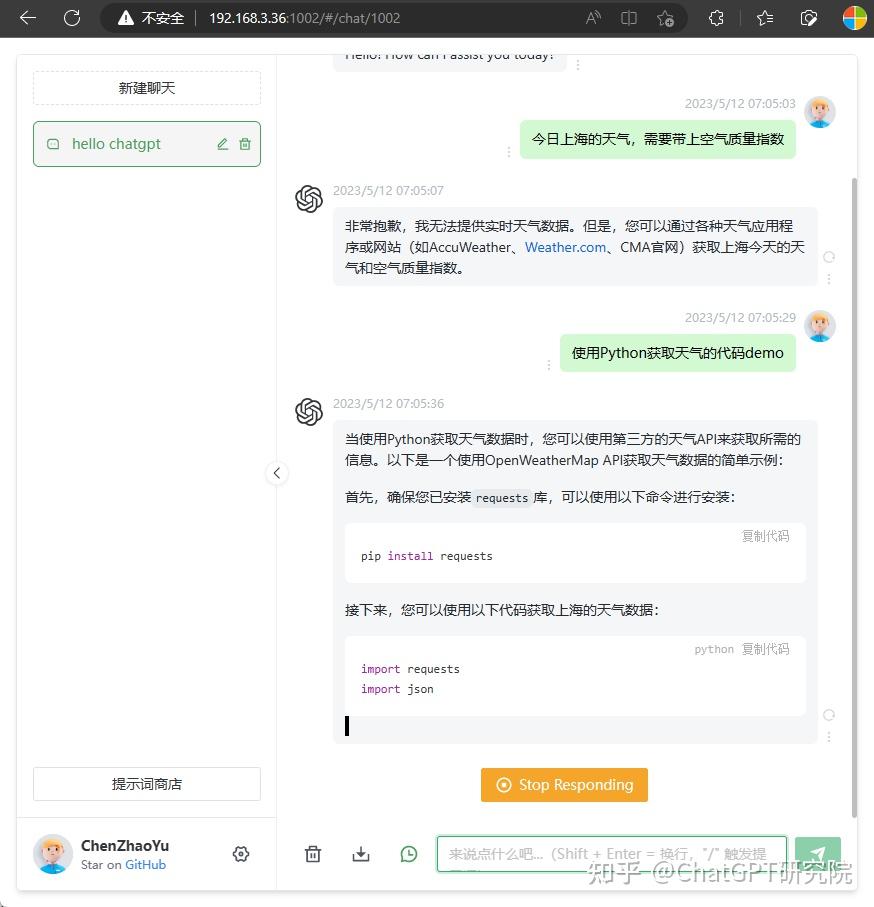 不安全 192.168.3.36:1002/#/chat/1002
新建聊天
hello chatgpt
Hello! How can I assist you today?
2023/5/12 07:05:03
今日上海的天气，需要带上空气质量指数
2023/5/12 07:05:07
非常抱歉，我无法提供实时天气数据。但是，您可以通过各种天气应用程
序或网站（如AccuWeather、Weather.com、CMA官网）获取上海今天的天
气和空气质量指数。
2023/5/12 07:05:29
使用Python获取天气的代码demo
2023/5/12 07:05:36
当使用Python获取天气数据时，您可以使用第三方的天气API来获取所需的
信息。以下是一个使用OpenWeatherMap API获取天气数据的简单示例：
首先，确保您已安装requests库，可以使用以下命令进行安装：
复制代码
pip install requests
接下来，您可以使用以下代码获取上海的天气数据：
python 复制代码
import requests
import json
Stop Responding
提示词商店
ChenZhaoYu
Star on GitHub
来说点什么吧...（Shift + Enter = 换行，"/" 触发提
知乎 @ChatGPT研究院